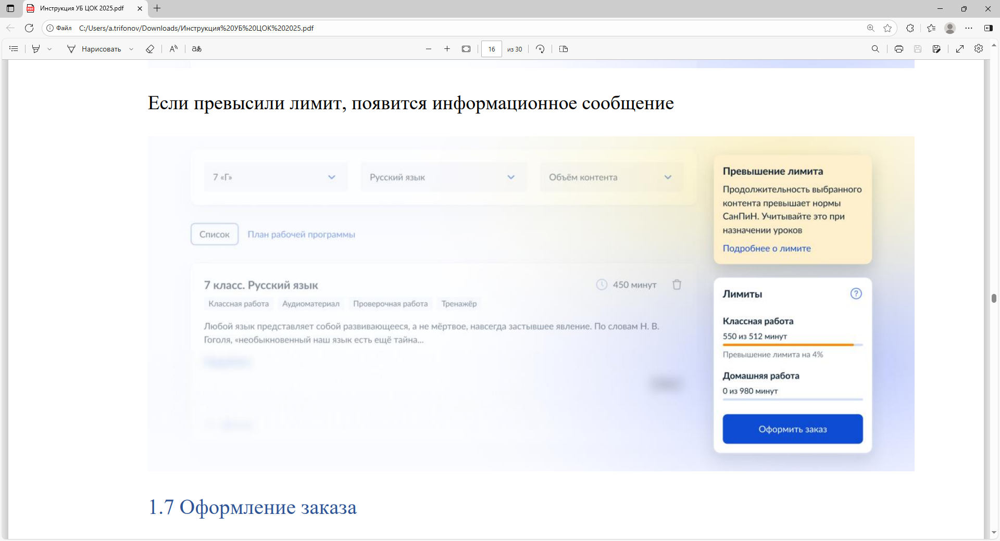 Инструкция УБ ЦОК 2025.pdf
Файл C:/Users/a.trifonov/Downloads/Инструкция%20УБ%20ЦОК%202025.pdf
Нарисовать 16 из 30
Если превысили лимит, появится информационное сообщение
7 «Г» Русский язык Объём контента
Список План рабочей программы
7 класс. Русский язык 450 минут
Классная работа Аудиоматериал Проверочная работа Тренажёр
Любой язык представляет собой развивающееся, а не мёртвое, навсегда застывшее явление. По словам Н. В.
Гоголя, «необыкновенный наш язык есть ещё тайна...
Превышение лимита
Продолжительность выбранного
контента превышает нормы
СанПиН. Учитывайте это при
назначении уроков
Подробнее о лимите
Лимиты
Классная работа
550 из 512 минут
Превышение лимита на 4%
Домашняя работа
0 из 980 минут
Оформить заказ
1.7 Оформление заказа